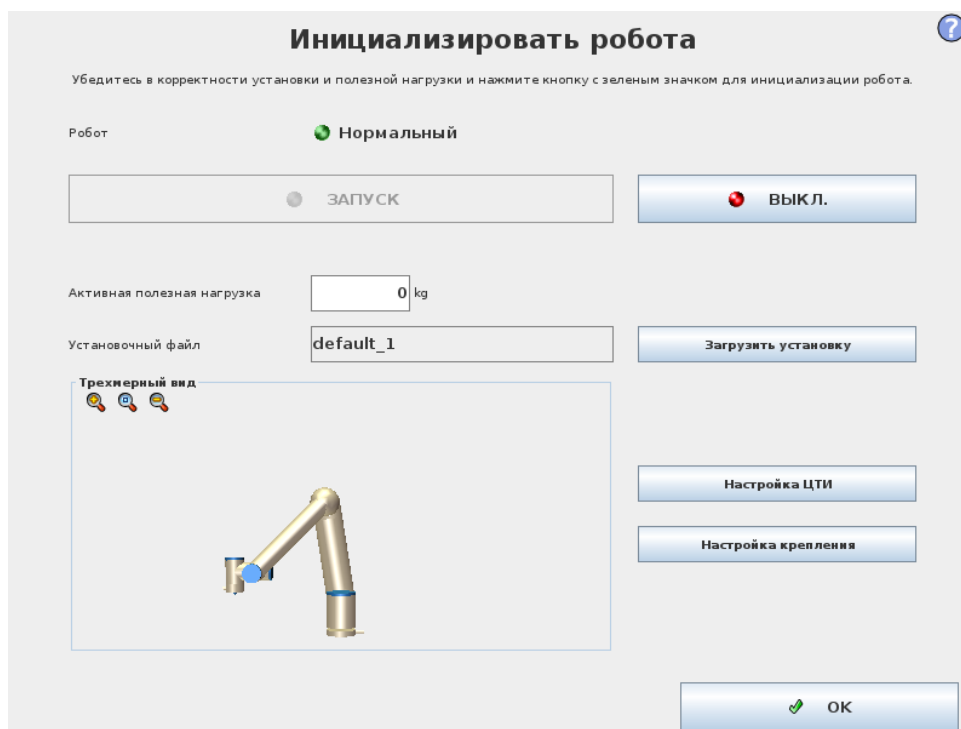 Инициализировать робота
?
Убедитесь в корректности установки и полезной нагрузки и нажмите кнопку с зеленым значком для инициализации робота.
Робот
Нормальный
ЗАПУСК
ВЫКЛ.
Активная полезная нагрузка
0 kg
Установочный файл
default_1
Загрузить установку
Трехмерный вид
Настройка ЦТИ
Настройка крепления
OK